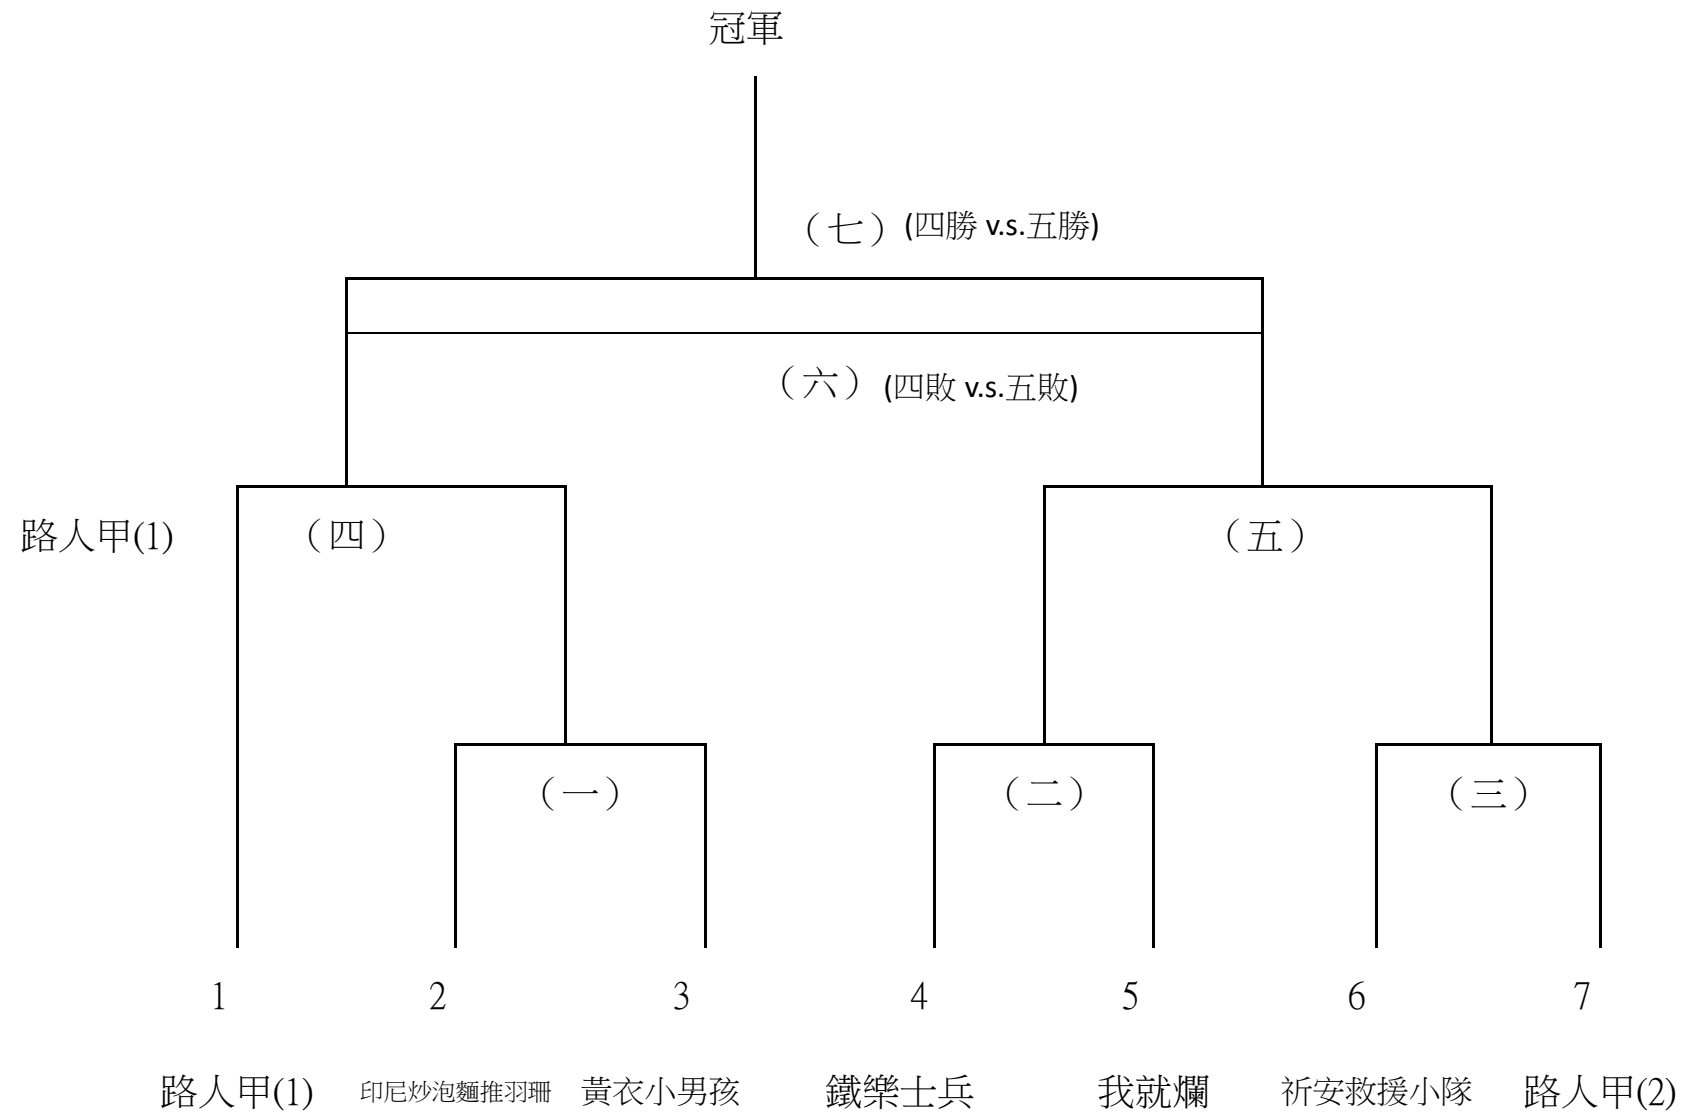 冠軍
（七）(四勝 v.s.五勝)
（六）(四敗 v.s.五敗)
路人甲(1) （四） （五）
（一） （二） （三）
1 2 3 4 5 6 7
路人甲(1) 印尼炒泡麵推羽珊 黃衣小男孩 鐵樂士兵 我就爛 祈安救援小隊 路人甲(2)